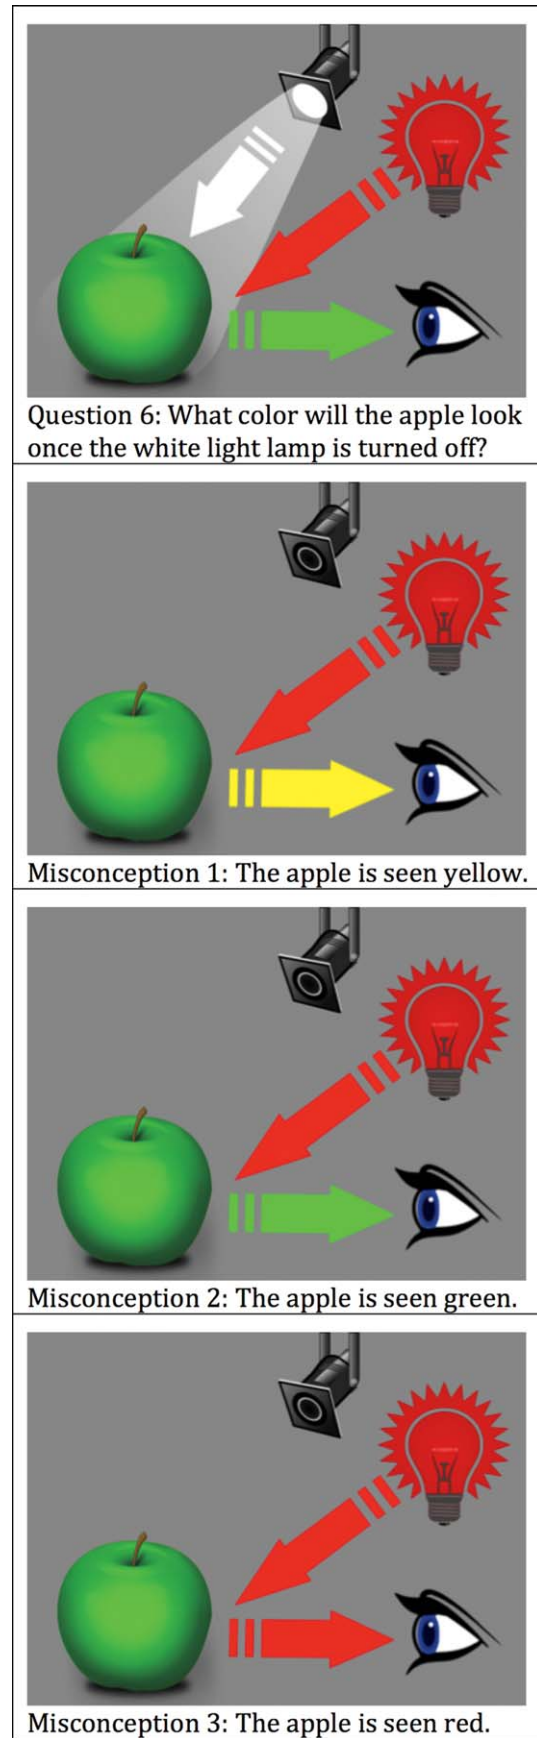 Question 6: What color will the apple look
once the white light lamp is turned off?
Misconception 1: The apple is seen yellow.
Misconception 2: The apple is seen green.
Misconception 3: The apple is seen red.